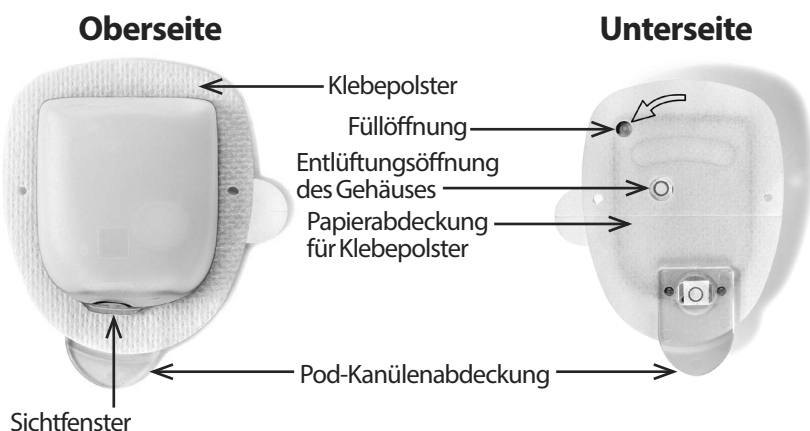 Oberseite
Unterseite
Klebepolster
Füllöffnung
Entlüftungsöffnung
des Gehäuses
Papierabdeckung
für Klebepolster
Pod-Kanülenabdeckung
Sichtfenster